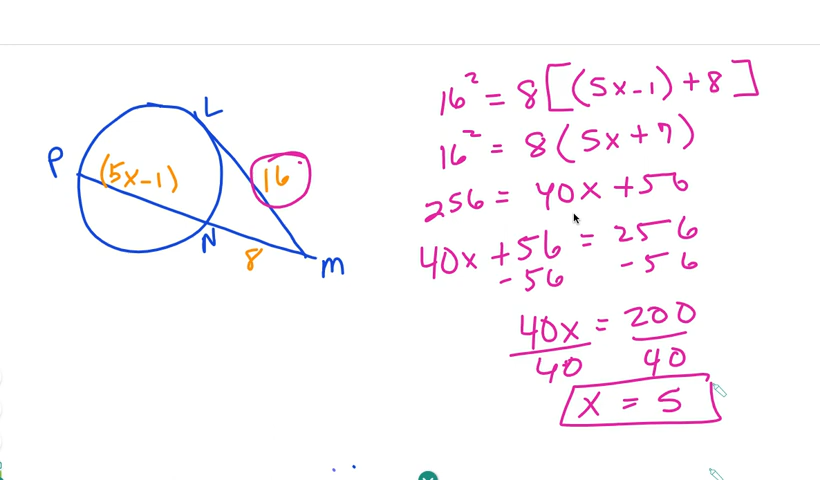 L
P
(5x-1)
16
N
8
M
16² = 8[(5x-1)+8]
16² = 8(5x+7)
256 = 40x+56
40x+56 = 256
-56 -56
40x = 200
40 40
x = 5